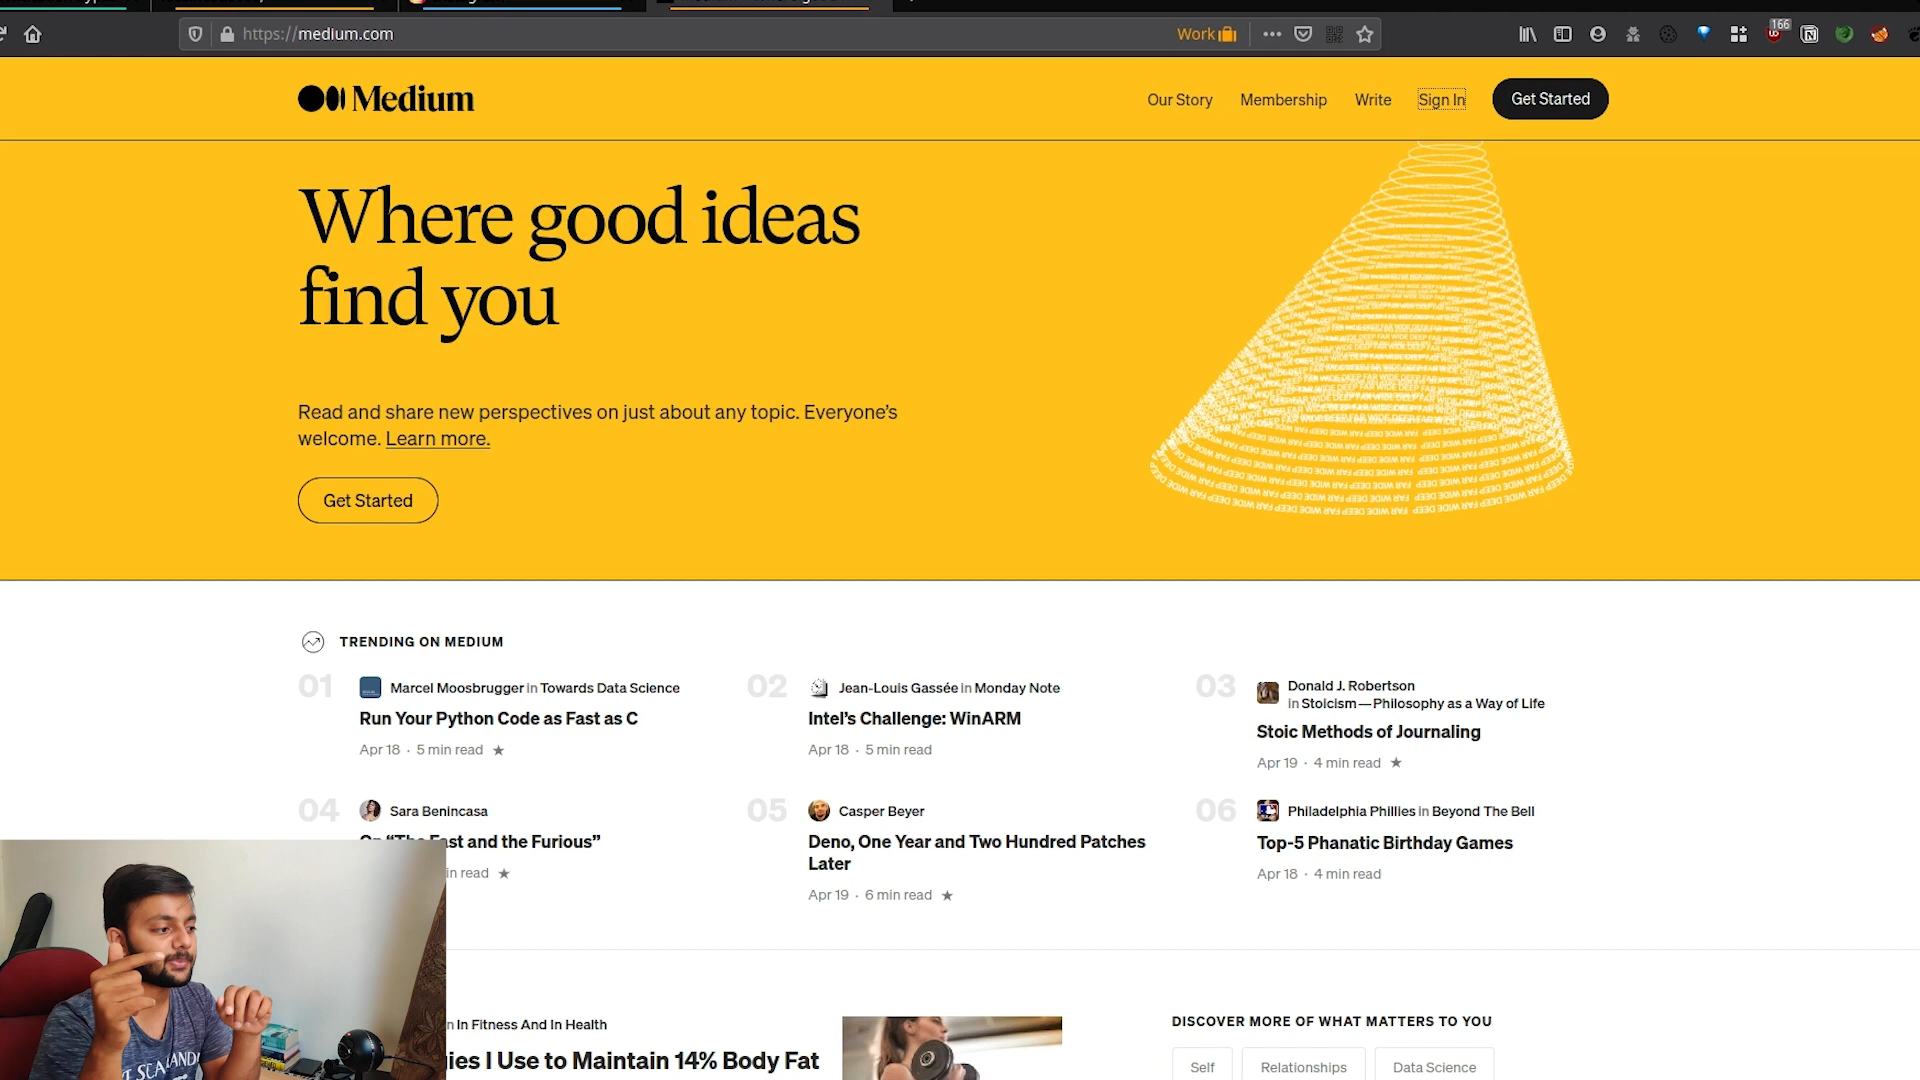 https://medium.com
Work
166
Medium
Our Story
Membership
Write
Sign In
Get Started
Where good ideas
find you
Read and share new perspectives on just about any topic. Everyone's
welcome. Learn more.
Get Started
TRENDING ON MEDIUM
01
Marcel Moosbrugger in Towards Data Science
Run Your Python Code as Fast as C
Apr 18 · 5 min read ★
02
Jean-Louis Gassée in Monday Note
Intel's Challenge: WinARM
Apr 18 · 5 min read
03
Donald J. Robertson
in Stoicism — Philosophy as a Way of Life
Stoic Methods of Journaling
Apr 19 · 4 min read ★
04
Sara Benincasa
On “The Fast and the Furious”
in read ★
05
Casper Beyer
Deno, One Year and Two Hundred Patches
Later
Apr 19 · 6 min read ★
06
Philadelphia Phillies in Beyond The Bell
Top-5 Phanatic Birthday Games
Apr 18 · 4 min read
In Fitness And In Health
ies I Use to Maintain 14% Body Fat
DISCOVER MORE OF WHAT MATTERS TO YOU
Self
Relationships
Data Science